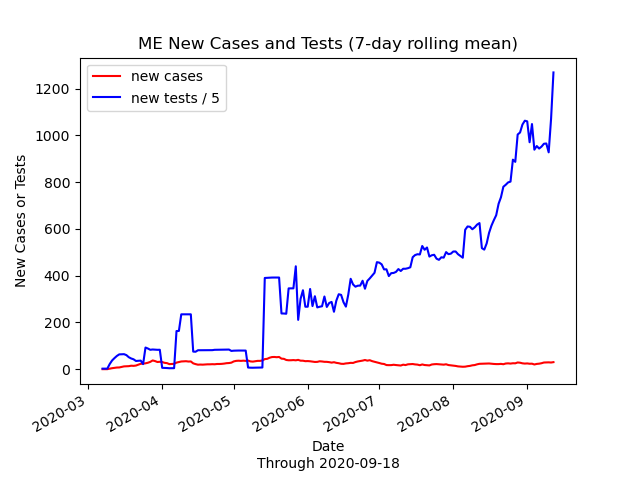 ME New Cases and Tests (7-day rolling mean)
new cases
new tests / 5
1200
1000
800
600
400
200
0
New Cases or Tests
2020-03
2020-04
2020-05
2020-06
2020-07
2020-08
2020-09
Date
Through 2020-09-18